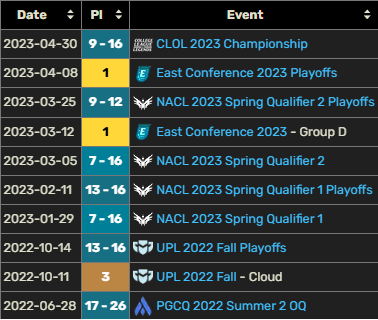 Date Pl Event
2023-04-30 9 - 16 COLLEGE LEAGUE LEGENDS CLOL 2023 Championship
2023-04-08 1 East Conference 2023 Playoffs
2023-03-25 9 - 12 NACL 2023 Spring Qualifier 2 Playoffs
2023-03-12 1 East Conference 2023 - Group D
2023-03-05 7 - 16 NACL 2023 Spring Qualifier 2
2023-02-11 13 - 16 NACL 2023 Spring Qualifier 1 Playoffs
2023-01-29 7 - 16 NACL 2023 Spring Qualifier 1
2022-10-14 13 - 16 UPL 2022 Fall Playoffs
2022-10-11 3 UPL 2022 Fall - Cloud
2022-06-28 17 - 26 PGCQ 2022 Summer 2 OQ